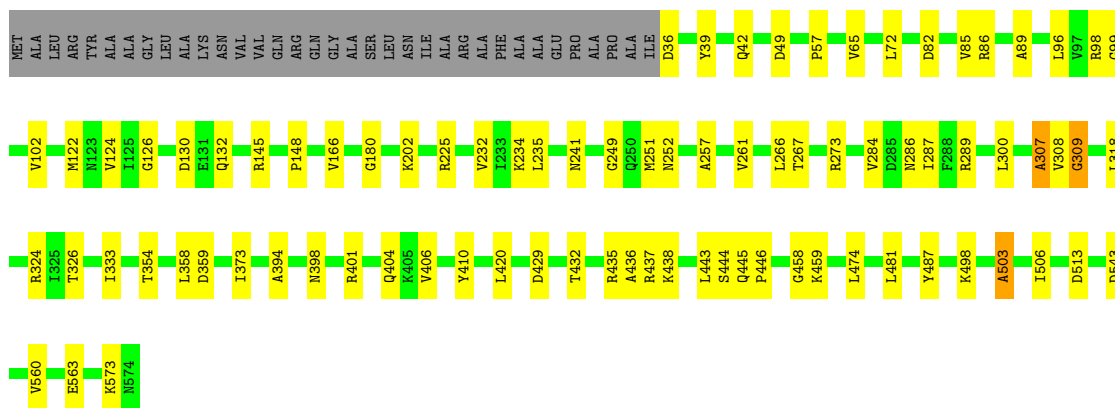 MET ALA LEU ARG TYR ALA ALA GLY LEU LEU ALA LYS ASN VAL VAL GLN ARG GLN GLY ALA SER LEU ASN ILE ALA ARG ALA PHE ALA ALA GLU PRO ALA PRO ALA ILE D36 Y39 Q42 D49 P57 V65 L72 D82 V85 R86 A89 L96 V97 R98 G99
V102 M122 N123 V124 I125 G126 D130 E131 Q132 R145 P148 V166 G180 K202 R225 V232 I233 K234 L235 N241 G249 Q250 M251 N252 A257 V261 L266 T267 R273 V284 D285 N286 I287 F288 R289 L300 A307 V308 G309
R324 I325 T326 I333 T354 L358 D359 I373 A394 N398 R401 Q404 K405 V406 Y410 L420 D429 T432 R435 A436 R437 K438 L443 S444 Q445 P446 G458 K459 L474 L481 Y487 K498 A503 I506 D513
V560 E563 K573 N574